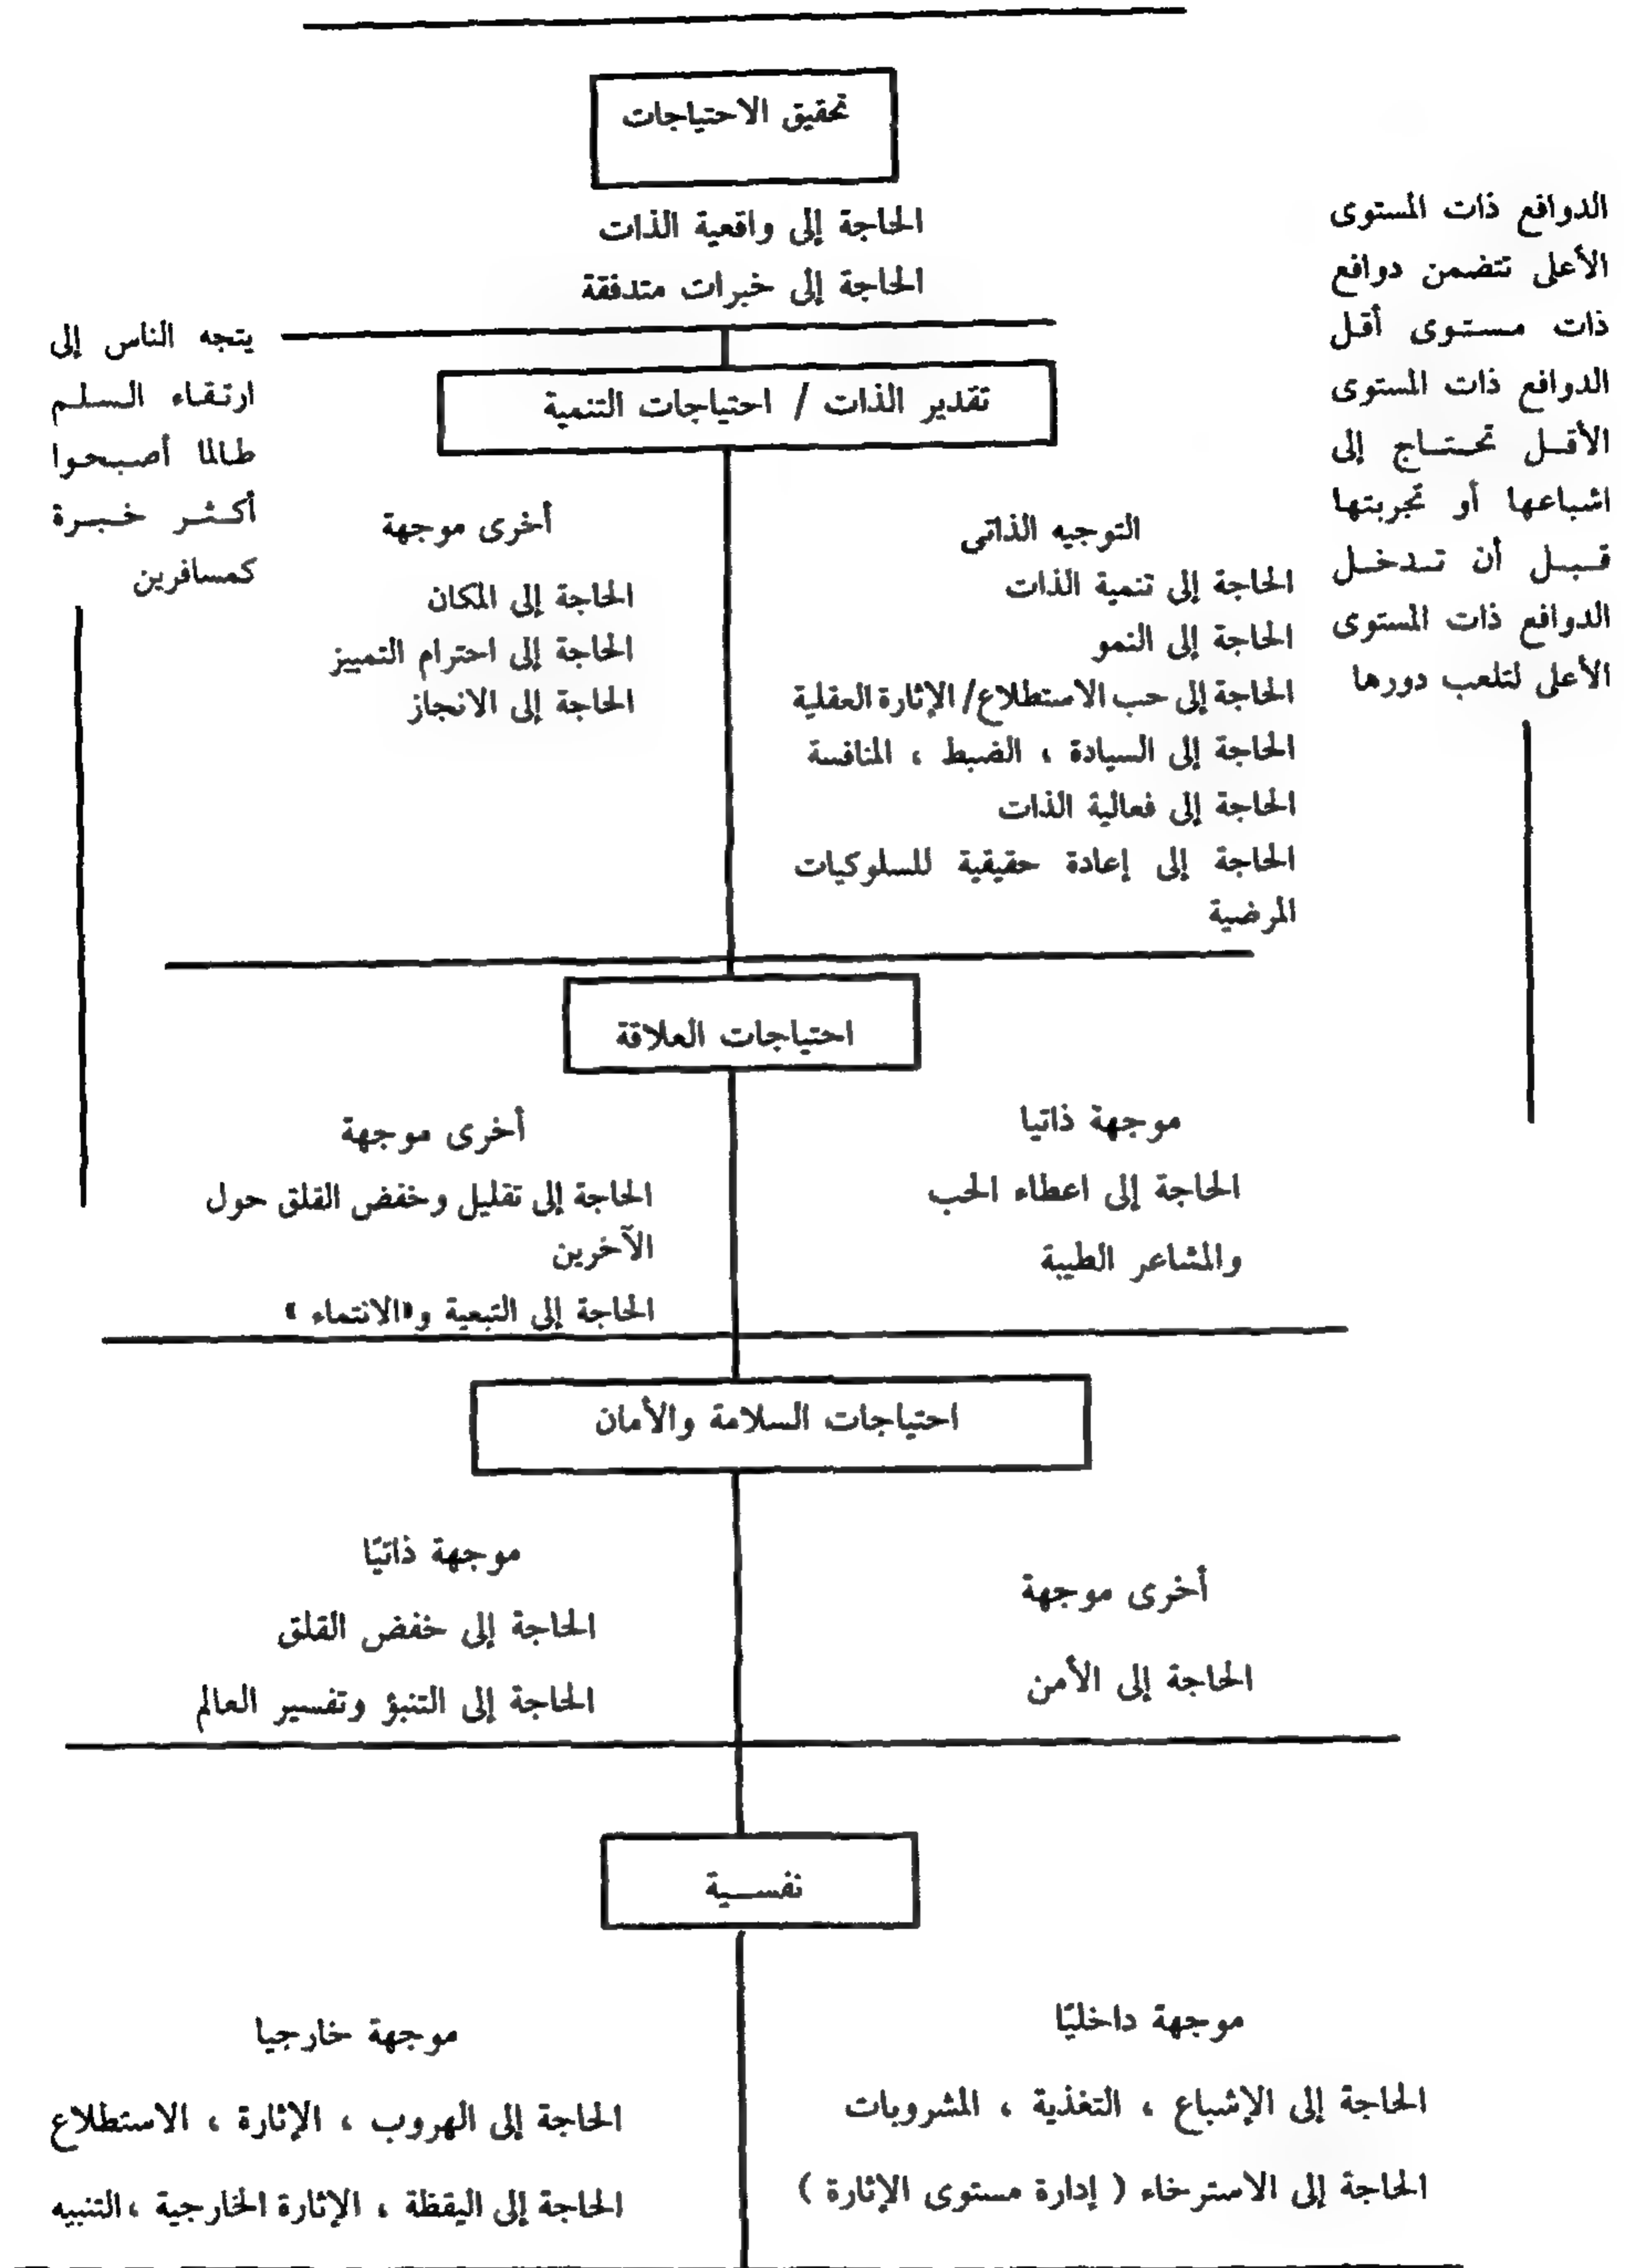 تحقيق الاحتياجات
الحاجة إلى واقعية الذات
الحاجة إلى خبرات متدفقة
الدوافع ذات المستوى
الأعلى تتضمن دوافع
ذات مستوى أقل
الدوافع ذات المستوى
الأقل تحتاج إلى
اشباعها أو تجربتها
قبل أن تدخل
الدوافع ذات المستوى
الأعلى لتلعب دورها
يتجه الناس إلى
ارتقاء السلم
طالما أصبحوا
أكثر خبرة
كمسافرين
تقدير الذات / احتياجات التنمية
التوجيه الذاتى
الحاجة إلى تنمية الذات
الحاجة إلى النمو
الحاجة إلى حب الاستطلاع/ الإثارة العقلية
الحاجة إلى السيادة ، الضبط ، المنافسة
الحاجة إلى فعالية الذات
الحاجة إلى إعادة حقيقية للسلوكيات
المرضية
أخرى موجهة
الحاجة إلى المكان
الحاجة إلى احترام التمييز
الحاجة إلى الانجاز
احتياجات العلاقة
موجهة ذاتيا
الحاجة إلى اعطاء الحب
والمشاعر الطيبة
أخرى موجهة
الحاجة إلى تقليل وخفض القلق حول
الآخرين
الحاجة إلى التبعية و«الانتماء »
احتياجات السلامة والأمان
أخرى موجهة
الحاجة إلى الأمن
موجهة ذاتيًا
الحاجة إلى خفض القلق
الحاجة إلى التنبؤ وتفسير العالم
نفسية
موجهة داخليًا
الحاجة إلى الإشباع ، التغذية ، المشروبات
الحاجة إلى الاسترخاء ( إدارة مستوى الإثارة )
موجهة خارجيا
الحاجة إلى الهروب ، الإثارة ، الاستطلاع
الحاجة إلى اليقظة ، الإثارة الخارجية ، التنبيه